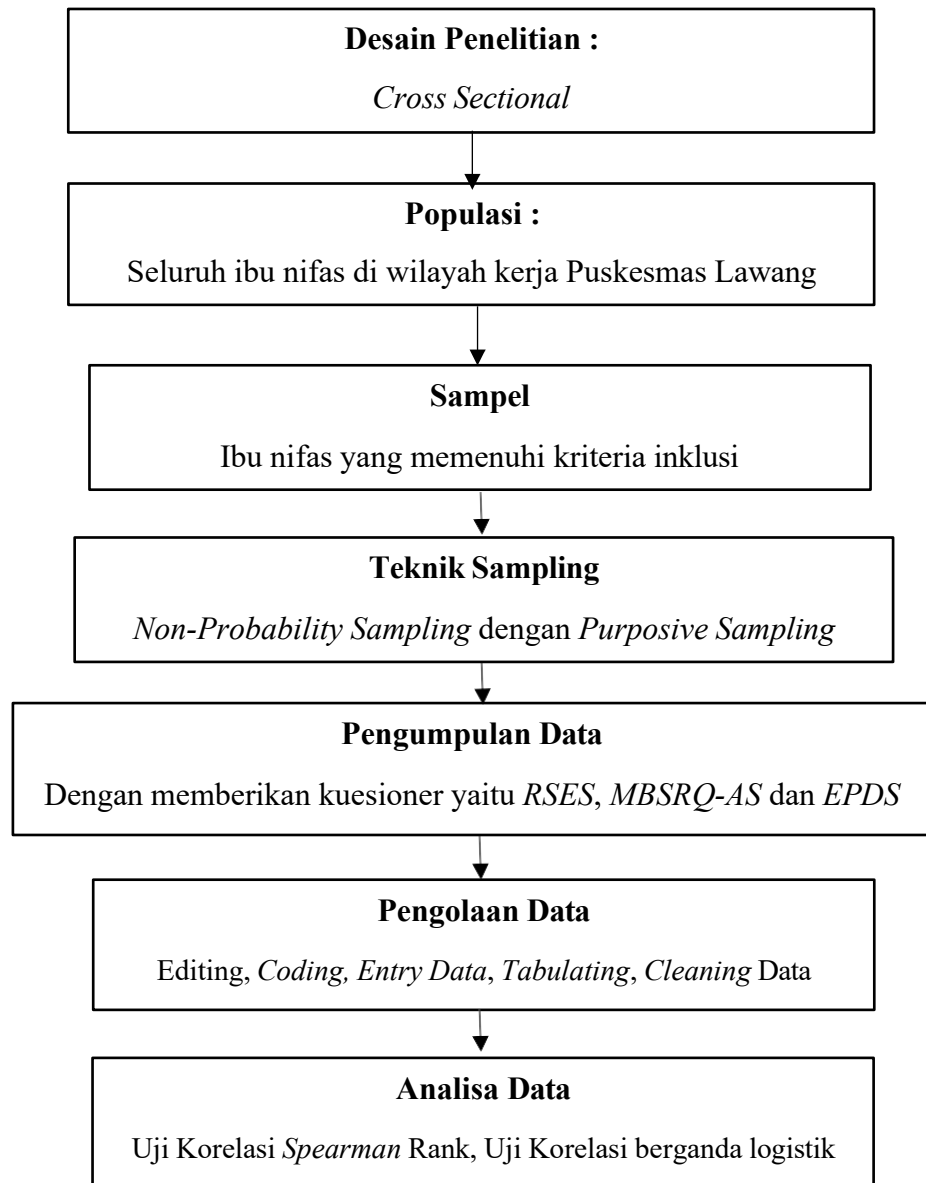 Desain Penelitian :
Cross Sectional
Populasi :
Seluruh ibu nifas di wilayah kerja Puskesmas Lawang
Sampel
Ibu nifas yang memenuhi kriteria inklusi
Teknik Sampling
Non-Probability Sampling dengan Purposive Sampling
Pengumpulan Data
Dengan memberikan kuesioner yaitu RSES, MBSRQ-AS dan EPDS
Pengolaan Data
Editing, Coding, Entry Data, Tabulating, Cleaning Data
Analisa Data
Uji Korelasi Spearman Rank, Uji Korelasi berganda logistik